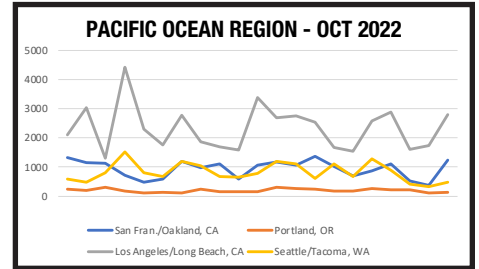 PACIFIC OCEAN REGION - OCT 2022
5000
4000
3000
2000
1000
0
San Fran./Oakland, CA
Portland, OR
Los Angeles/Long Beach, CA
Seattle/Tacoma, WA